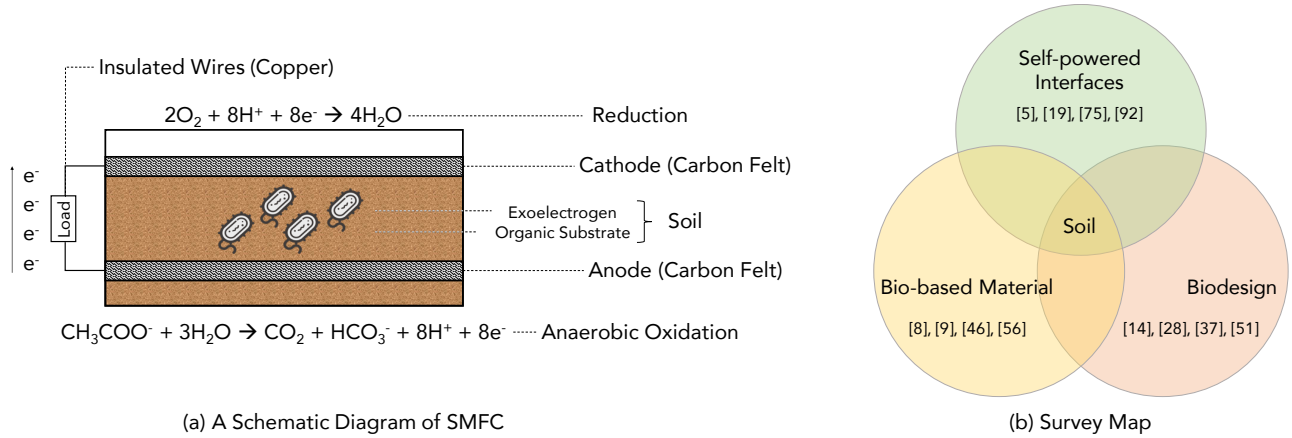 Insulated Wires (Copper)
2O₂ + 8H⁺ + 8e⁻ → 4H₂O
Reduction
Cathode (Carbon Felt)
e⁻
e⁻
e⁻
e⁻
Load
Exoelectrogen
Organic Substrate
Soil
Anode (Carbon Felt)
CH₃COO⁻ + 3H₂O → CO₂ + HCO₃⁻ + 8H⁺ + 8e⁻
Anaerobic Oxidation
(a) A Schematic Diagram of SMFC
Self-powered
Interfaces
[5], [19], [75], [92]
Soil
Bio-based Material
[8], [9], [46], [56]
Biodesign
[14], [28], [37], [51]
(b) Survey Map